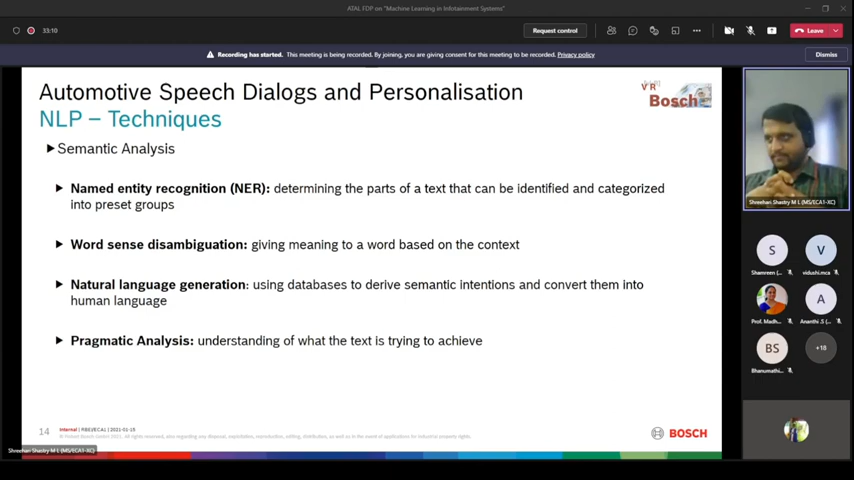 ATAL FDP on "Machine Learning in Infotainment Systems"
33:10
Request control
Leave
Recording has started. This meeting is being recorded. By joining, you are giving consent for this meeting to be recorded. Privacy policy
Dismiss
Automotive Speech Dialogs and Personalisation
NLP – Techniques
VR
Bosch
Semantic Analysis
Named entity recognition (NER): determining the parts of a text that can be identified and categorized
into preset groups
Word sense disambiguation: giving meaning to a word based on the context
Natural language generation: using databases to derive semantic intentions and convert them into
human language
Pragmatic Analysis: understanding of what the text is trying to achieve
14
Internal | RBEI/ECA1 | 2021-01-15
© Robert Bosch GmbH 2021. All rights reserved, also regarding any disposal, exploitation, reproduction, editing, distribution, as well as in the event of applications for industrial property rights.
BOSCH
Shreehari Shastry M L (MS/ECA1-XC)
Shreehari Shastry M L (MS/ECA1-XC)
S
V
Shamreen (...
vidushi.mca
A
Prof. Madh...
Ananthi .S (...
BS
+18
Bhanumathi...